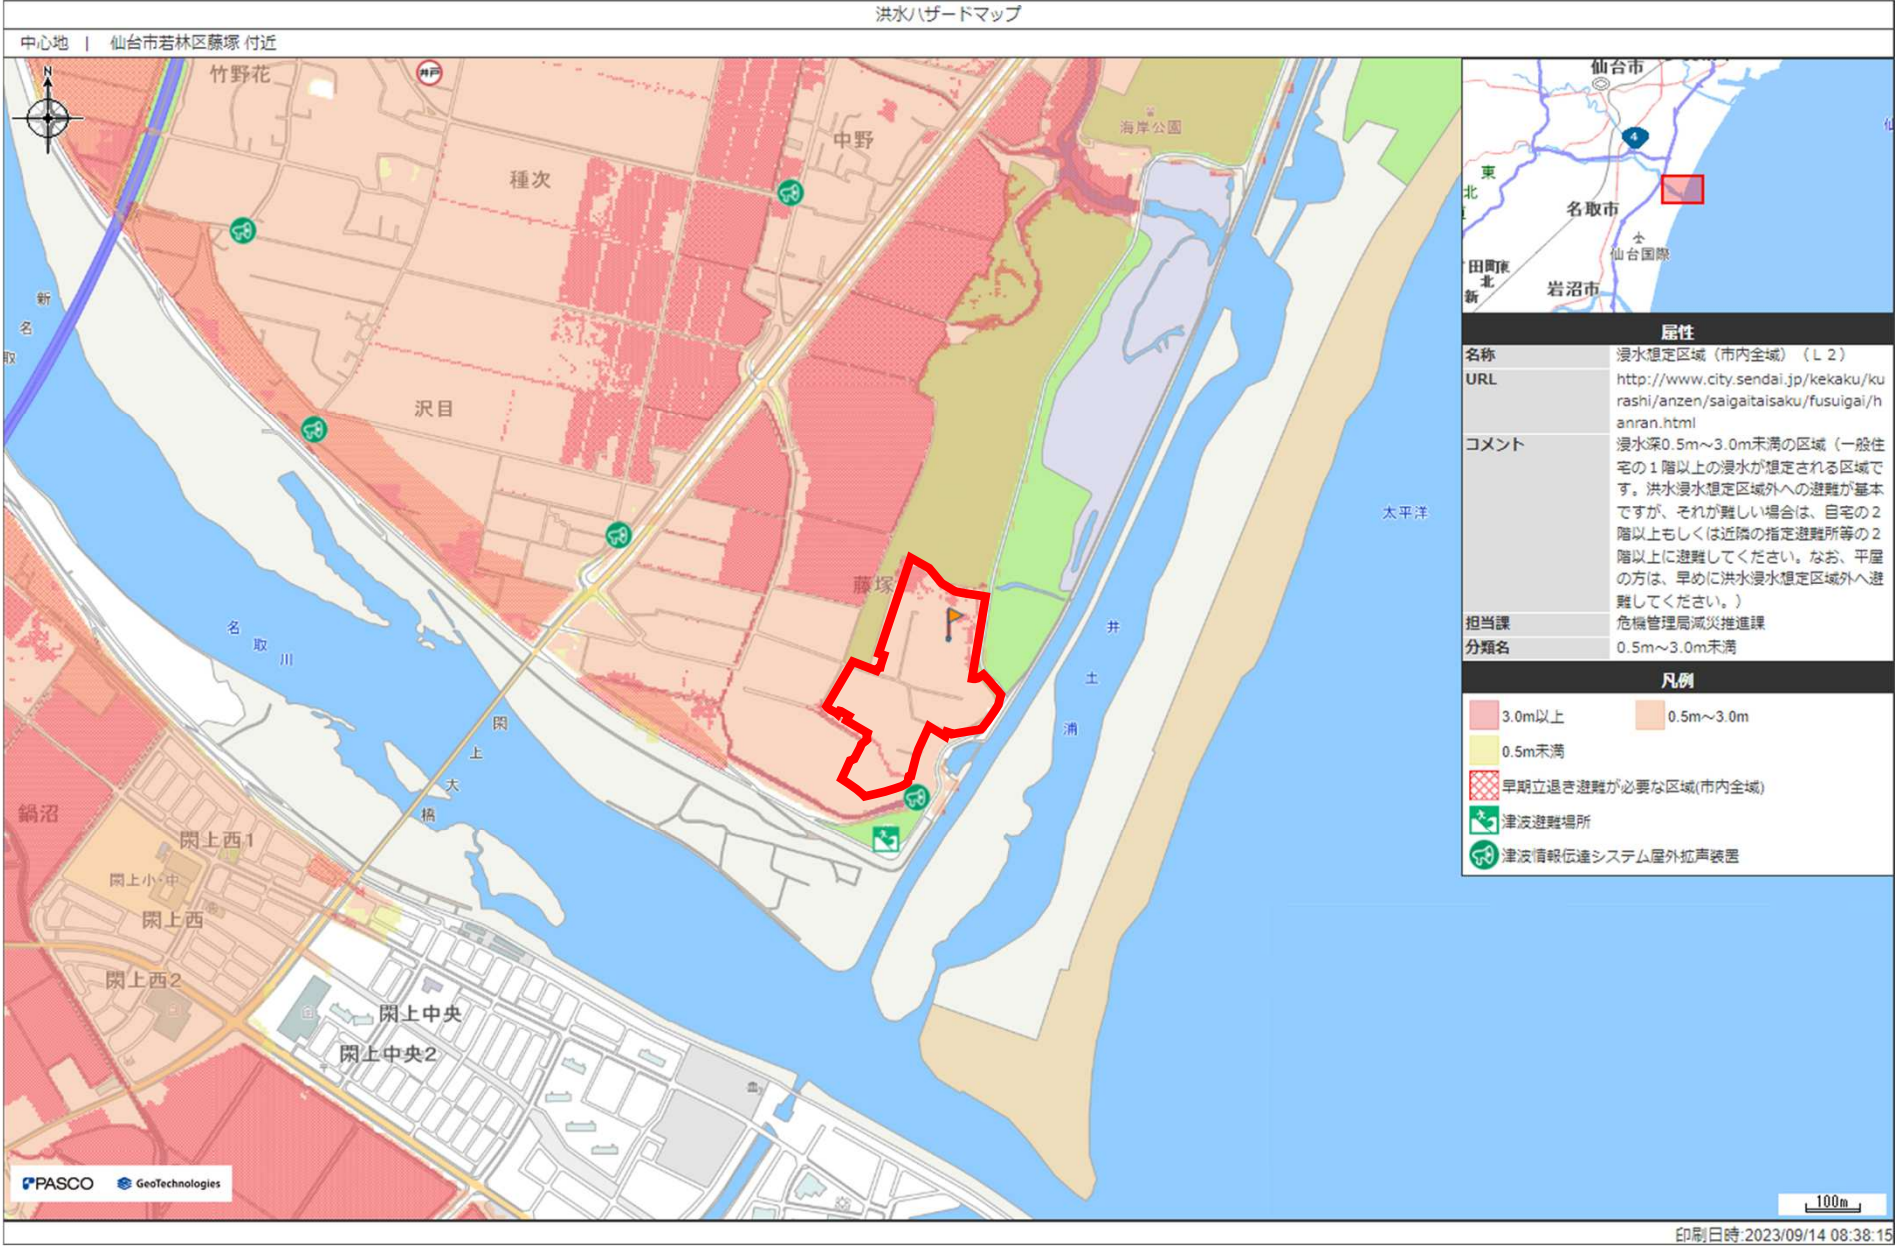 洪水ハザードマップ
中心地 | 仙台市若林区藤塚 付近
N
竹野花
井戸
種次
中野
海岸公園
沢目
藤塚
新
名
取
名
取
川
閖
上
大
橋
井
土
浦
太平洋
鍋沼
閖上西1
閖上小・中
閖上西
閖上西2
閖上中央
閖上中央2
PASCO
GeoTechnologies
100m
仙台市
4
東
北
名取市
仙台国際
岩沼市
北
新
属性
名称 浸水想定区域（市内全域）（Ｌ２）
URL http://www.city.sendai.jp/kekaku/ku
rashi/anzen/saigaitaisaku/fusuigai/h
anran.html
コメント 浸水深0.5m～3.0m未満の区域（一般住
宅の１階以上の浸水が想定される区域で
す。洪水浸水想定区域外への避難が基本
ですが、それが難しい場合は、自宅の２
階以上もしくは近隣の指定避難所等の２
階以上に避難してください。なお、平屋
の方は、早めに洪水浸水想定区域外へ避
難してください。）
担当課 危機管理局減災推進課
分類名 0.5m～3.0m未満
凡例
3.0m以上 0.5m～3.0m
0.5m未満
早期立退き避難が必要な区域(市内全域)
津波避難場所
津波情報伝達システム屋外拡声装置
印刷日時:2023/09/14 08:38:15